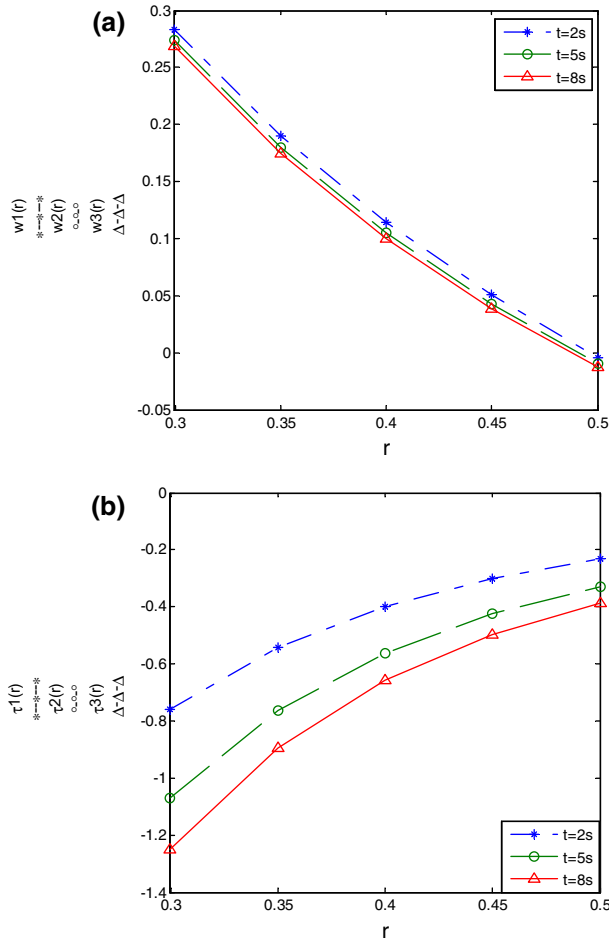 (a)
0.3
0.25
0.2
0.15
0.1
0.05
0
-0.05
0.3 0.35 0.4 0.45 0.5
r
w1(r)
*--*--*
w2(r)
o-o-o
w3(r)
Δ-Δ-Δ
t=2s
t=5s
t=8s
(b)
0
-0.2
-0.4
-0.6
-0.8
-1
-1.2
-1.4
0.3 0.35 0.4 0.45 0.5
r
τ1(r)
*--*--*
τ2(r)
o-o-o
τ3(r)
Δ-Δ-Δ
t=2s
t=5s
t=8s